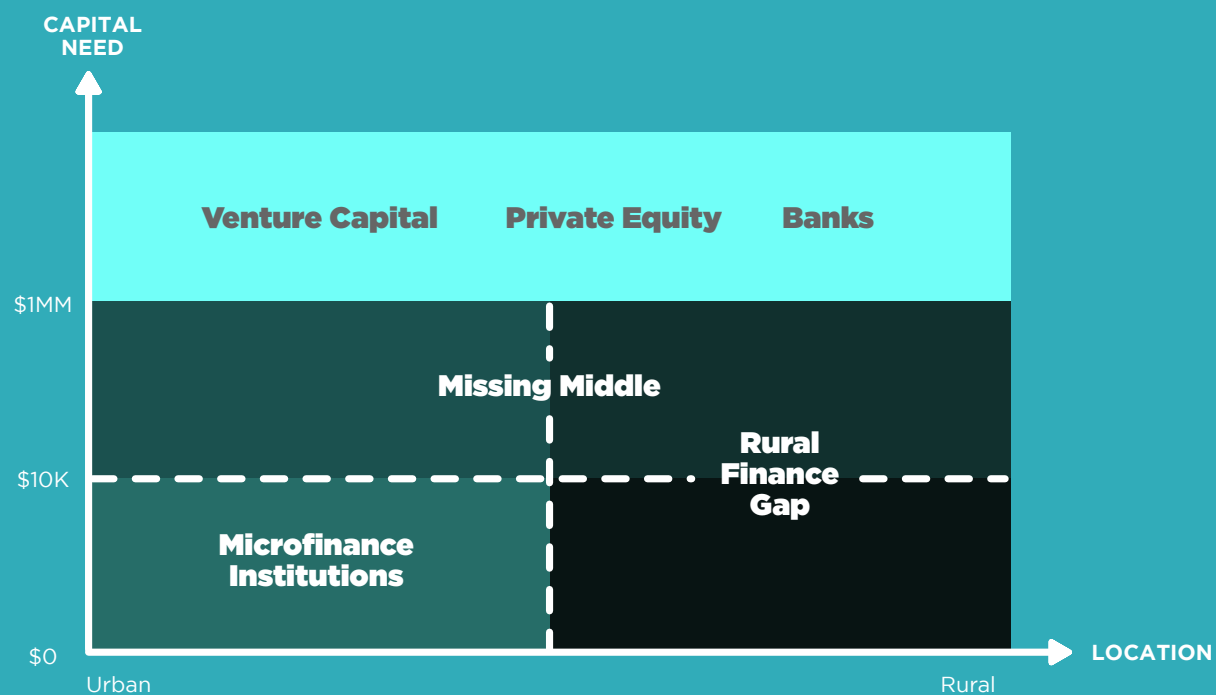 CAPITAL
NEED
Venture Capital
Private Equity
Banks
$1MM
Missing Middle
Rural
Finance
Gap
$10K
Microfinance
Institutions
$0
LOCATION
Urban
Rural